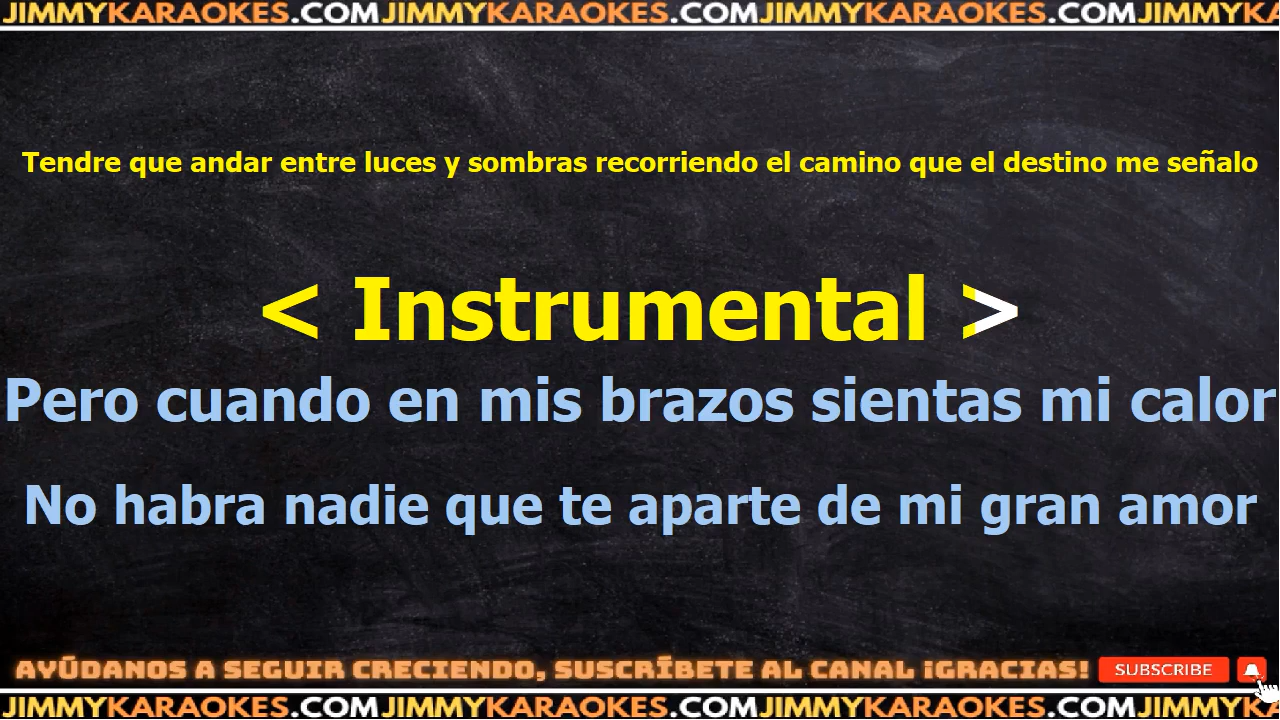 JIMMYKARAOKES.COMJIMMYKARAOKES.COMJIMMYKARAOKES.COMJIMMYKA
Tendre que andar entre luces y sombras recorriendo el camino que el destino me señalo
< Instrumental >
Pero cuando en mis brazos sientas mi calor
No habra nadie que te aparte de mi gran amor
AYÚDANOS A SEGUIR CRECIENDO, SUSCRÍBETE AL CANAL ¡GRACIAS! SUBSCRIBE
JIMMYKARAOKES.COMJIMMYKARAOKES.COMJIMMYKARAOKES.COMJIMMYKA